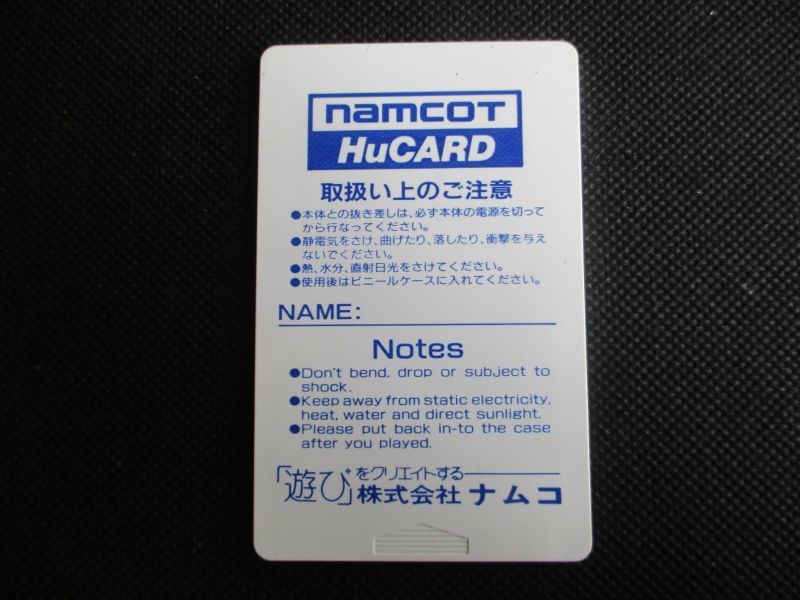 namcoT
HuCARD
取扱い上のご注意
●本体との抜き差しは、必ず本体の電源を切って
から行なってください。
●静電気をさけ、曲げたり、落したり、衝撃を与え
ないでください。
●熱、水分、直射日光をさけてください。
●使用後はビニールケースに入れてください。
NAME:
Notes
●Don't bend, drop or subject to
shock.
●Keep away from static electricity,
heat, water and direct sunlight.
●Please put back in-to the case
after you played.
「遊び」をクリエイトする
株式会社 ナムコ